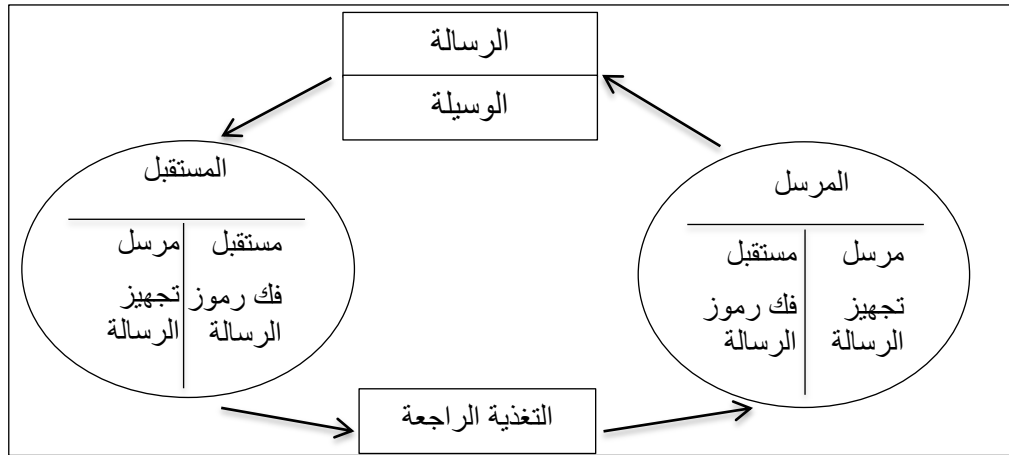 الرسالة
الوسيلة
المرسل
مرسل
تجهيز
الرسالة
مستقبل
فك رموز
الرسالة
المستقبل
مستقبل
فك رموز
الرسالة
مرسل
تجهيز
الرسالة
التغذية الراجعة